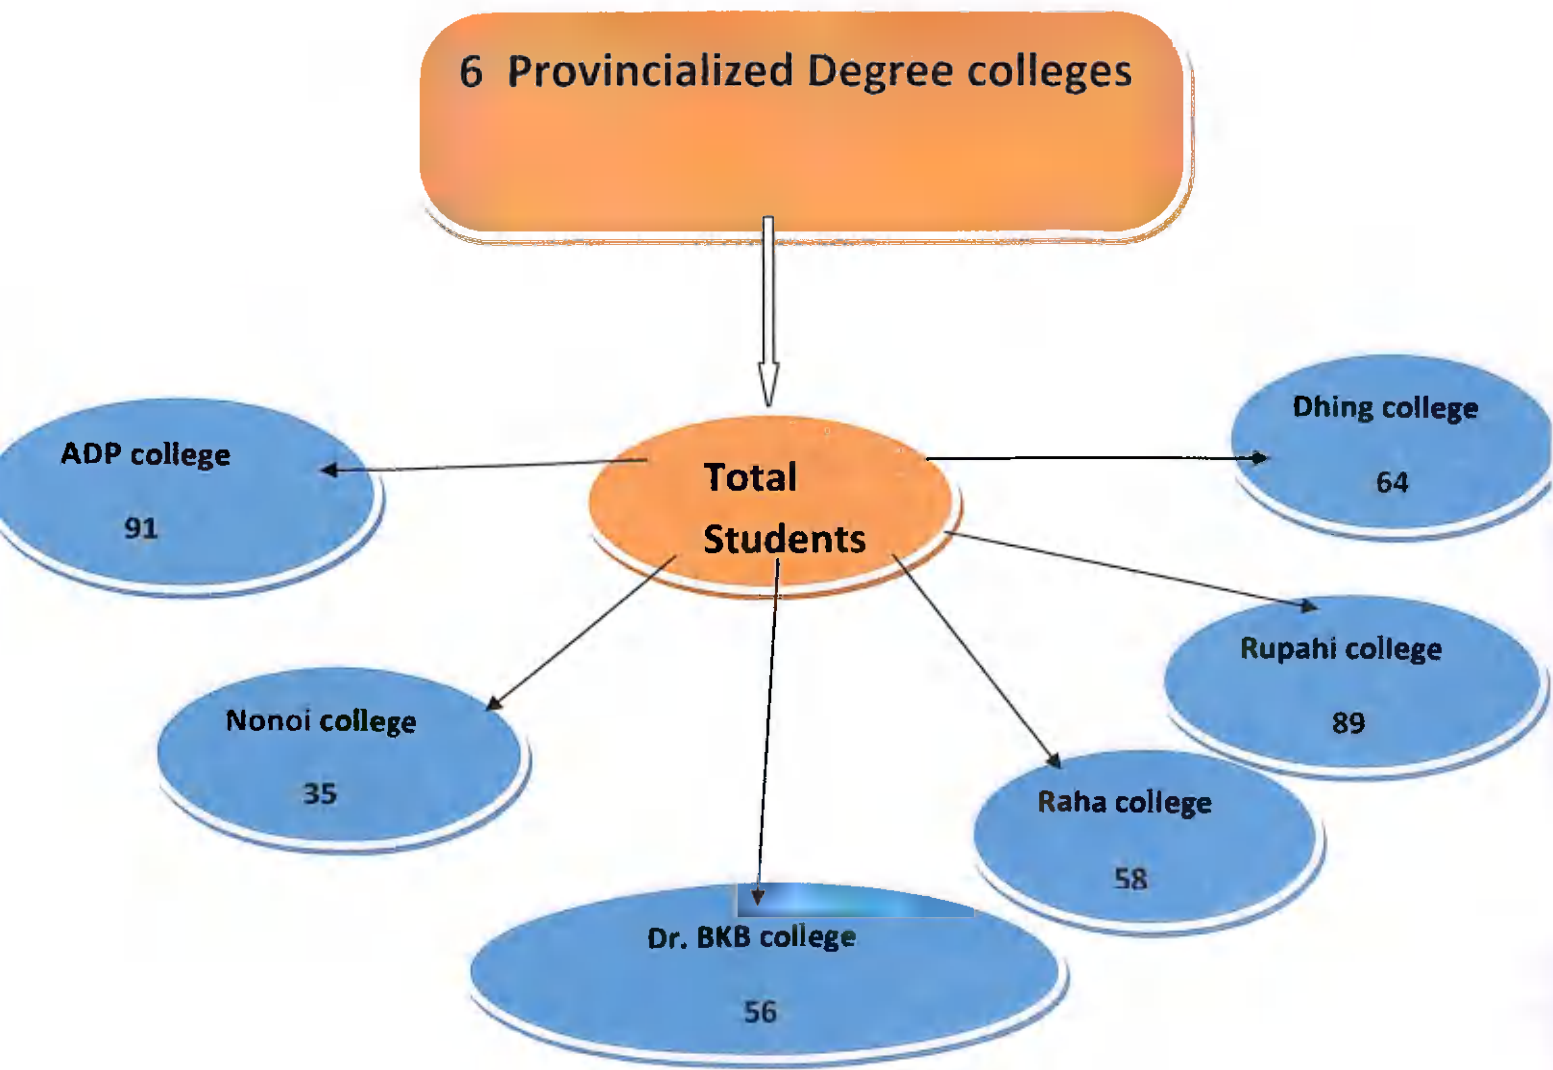 6 Provincialized Degree colleges
Total
Students
ADP college
91
Dhing college
64
Nonoi college
35
Rupahi college
89
Raha college
58
Dr. BKB college
56